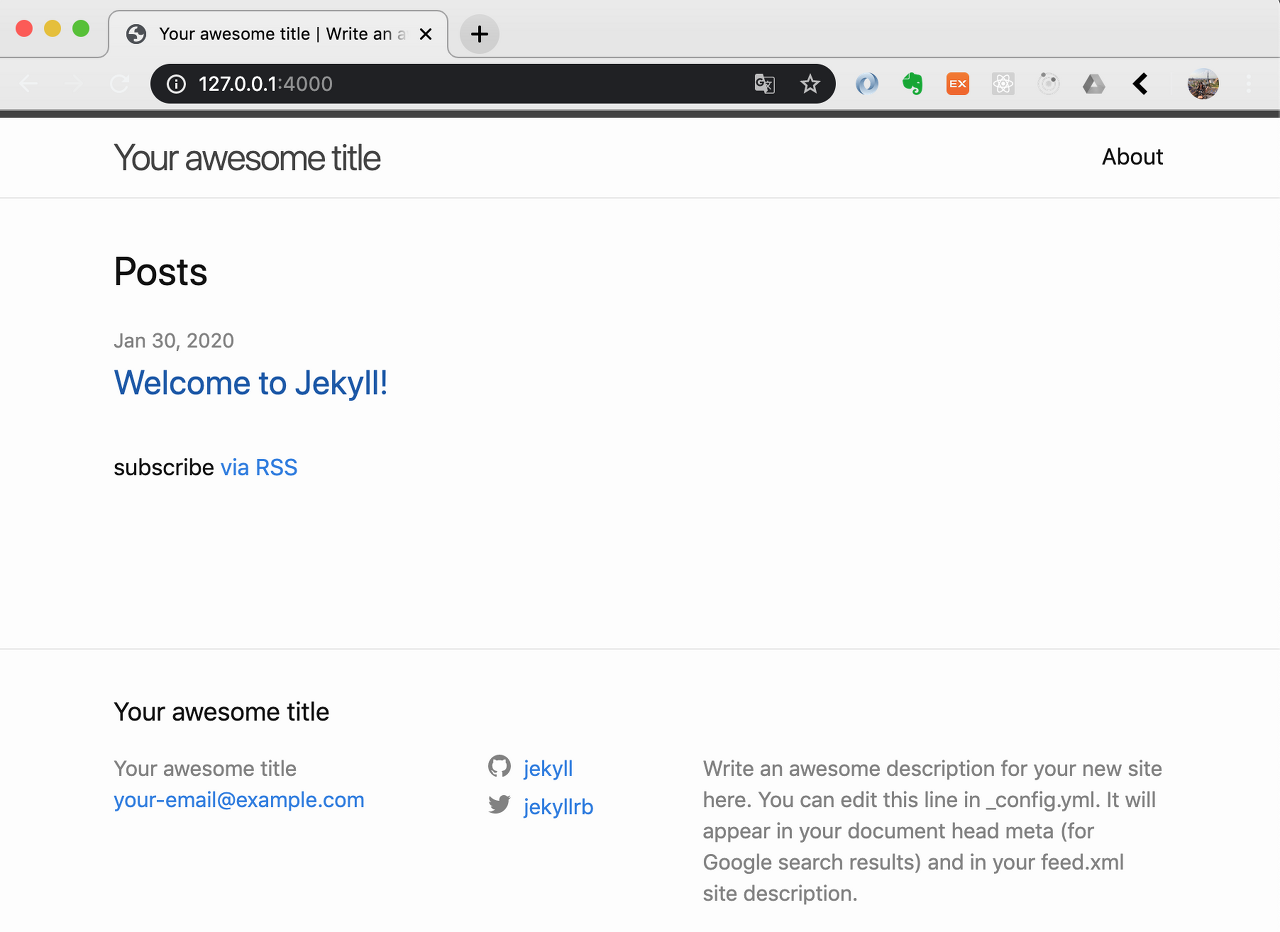 Your awesome title | Write an a
127.0.0.1:4000
EX
Your awesome title
About
Posts
Jan 30, 2020
Welcome to Jekyll!
subscribe via RSS
Your awesome title
Your awesome title
your-email@example.com
jekyll
jekyllrb
Write an awesome description for your new site
here. You can edit this line in _config.yml. It will
appear in your document head meta (for
Google search results) and in your feed.xml
site description.